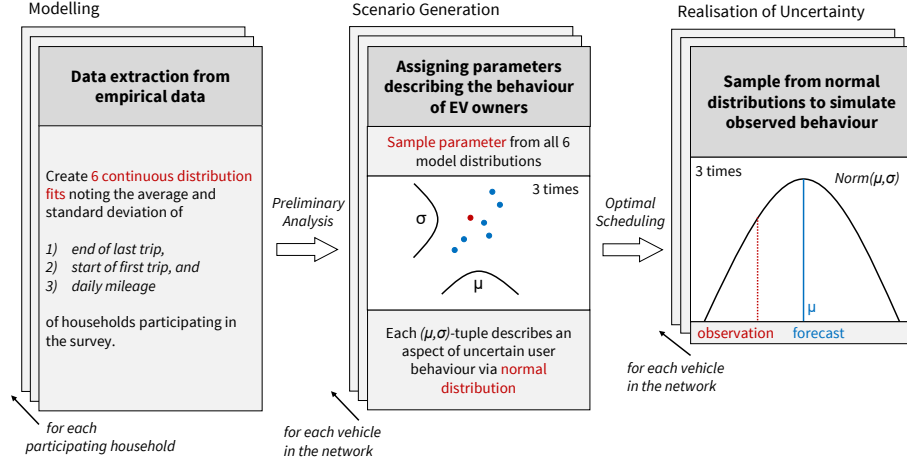 Modelling
Data extraction from
empirical data
Create 6 continuous distribution
fits noting the average and
standard deviation of
1) end of last trip,
2) start of first trip, and
3) daily mileage
of households participating in
the survey.
for each
participating household
Preliminary
Analysis
Scenario Generation
Assigning parameters
describing the behaviour
of EV owners
Sample parameter from all 6
model distributions
3 times
σ
μ
Each (μ,σ)-tuple describes an
aspect of uncertain user
behaviour via normal
distribution
for each vehicle
in the network
Optimal
Scheduling
Realisation of Uncertainty
Sample from normal
distributions to simulate
observed behaviour
3 times
Norm(μ,σ)
μ
observation
forecast
for each vehicle
in the network